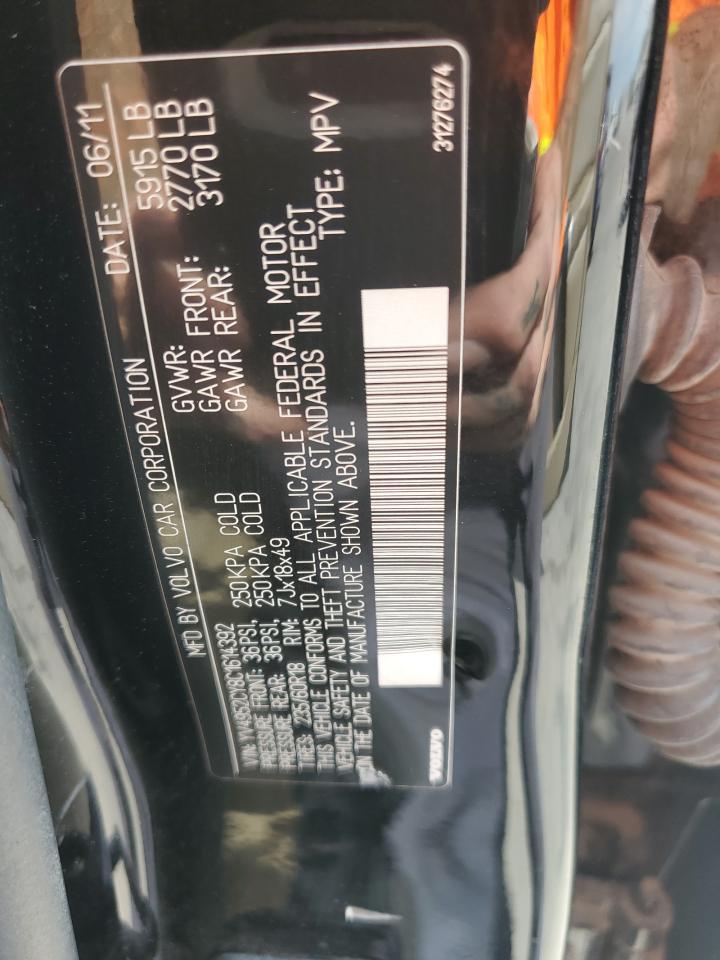 MFD BY VOLVO CAR CORPORATION DATE: 06/11
GVWR: 5915 LB
GAWR FRONT: 2770 LB
GAWR REAR: 3170 LB
VIN: YV4952CY8C1614392
PRESSURE FRONT: 36PSI, 250KPA COLD
PRESSURE REAR: 36PSI, 250KPA COLD
TIRES: 235/60R18 RIM: 7Jx18x49
THIS VEHICLE CONFORMS TO ALL APPLICABLE FEDERAL MOTOR
VEHICLE SAFETY AND THEFT PREVENTION STANDARDS IN EFFECT
ON THE DATE OF MANUFACTURE SHOWN ABOVE. TYPE: MPV
VOLVO 31276274